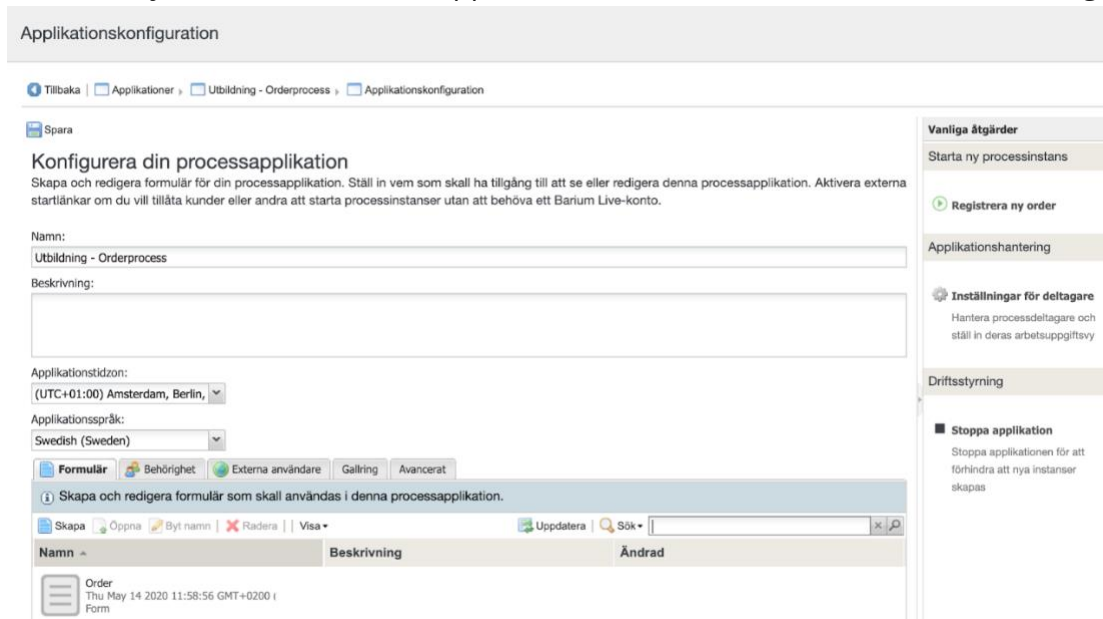 Applikationskonfiguration
Tillbaka | Applikationer Utbildning - Orderprocess Applikationskonfiguration
Spara
Konfigurera din processapplikation
Skapa och redigera formulär för din processapplikation. Ställ in vem som skall ha tillgång till att se eller redigera denna processapplikation. Aktivera externa
startlänkar om du vill tillåta kunder eller andra att starta processinstanser utan att behöva ett Barium Live-konto.
Namn:
Utbildning - Orderprocess
Beskrivning:
Applikationstidzon:
(UTC+01:00) Amsterdam, Berlin,
Applikationsspråk:
Swedish (Sweden)
Formulär Behörighet Externa användare Gallring Avancerat
Skapa och redigera formulär som skall användas i denna processapplikation.
Skapa Öppna Byt namn | Radera | | Visa Uppdatera | Sök
Namn Beskrivning Ändrad
Order
Thu May 14 2020 11:58:56 GMT+0200 (
Form
Vanliga åtgärder
Starta ny processinstans
Registrera ny order
Applikationshantering
Inställningar för deltagare
Hantera processdeltagare och
ställ in deras arbetsuppgiftsvy
Driftsstyrning
Stoppa applikation
Stoppa applikationen för att
förhindra att nya instanser
skapas